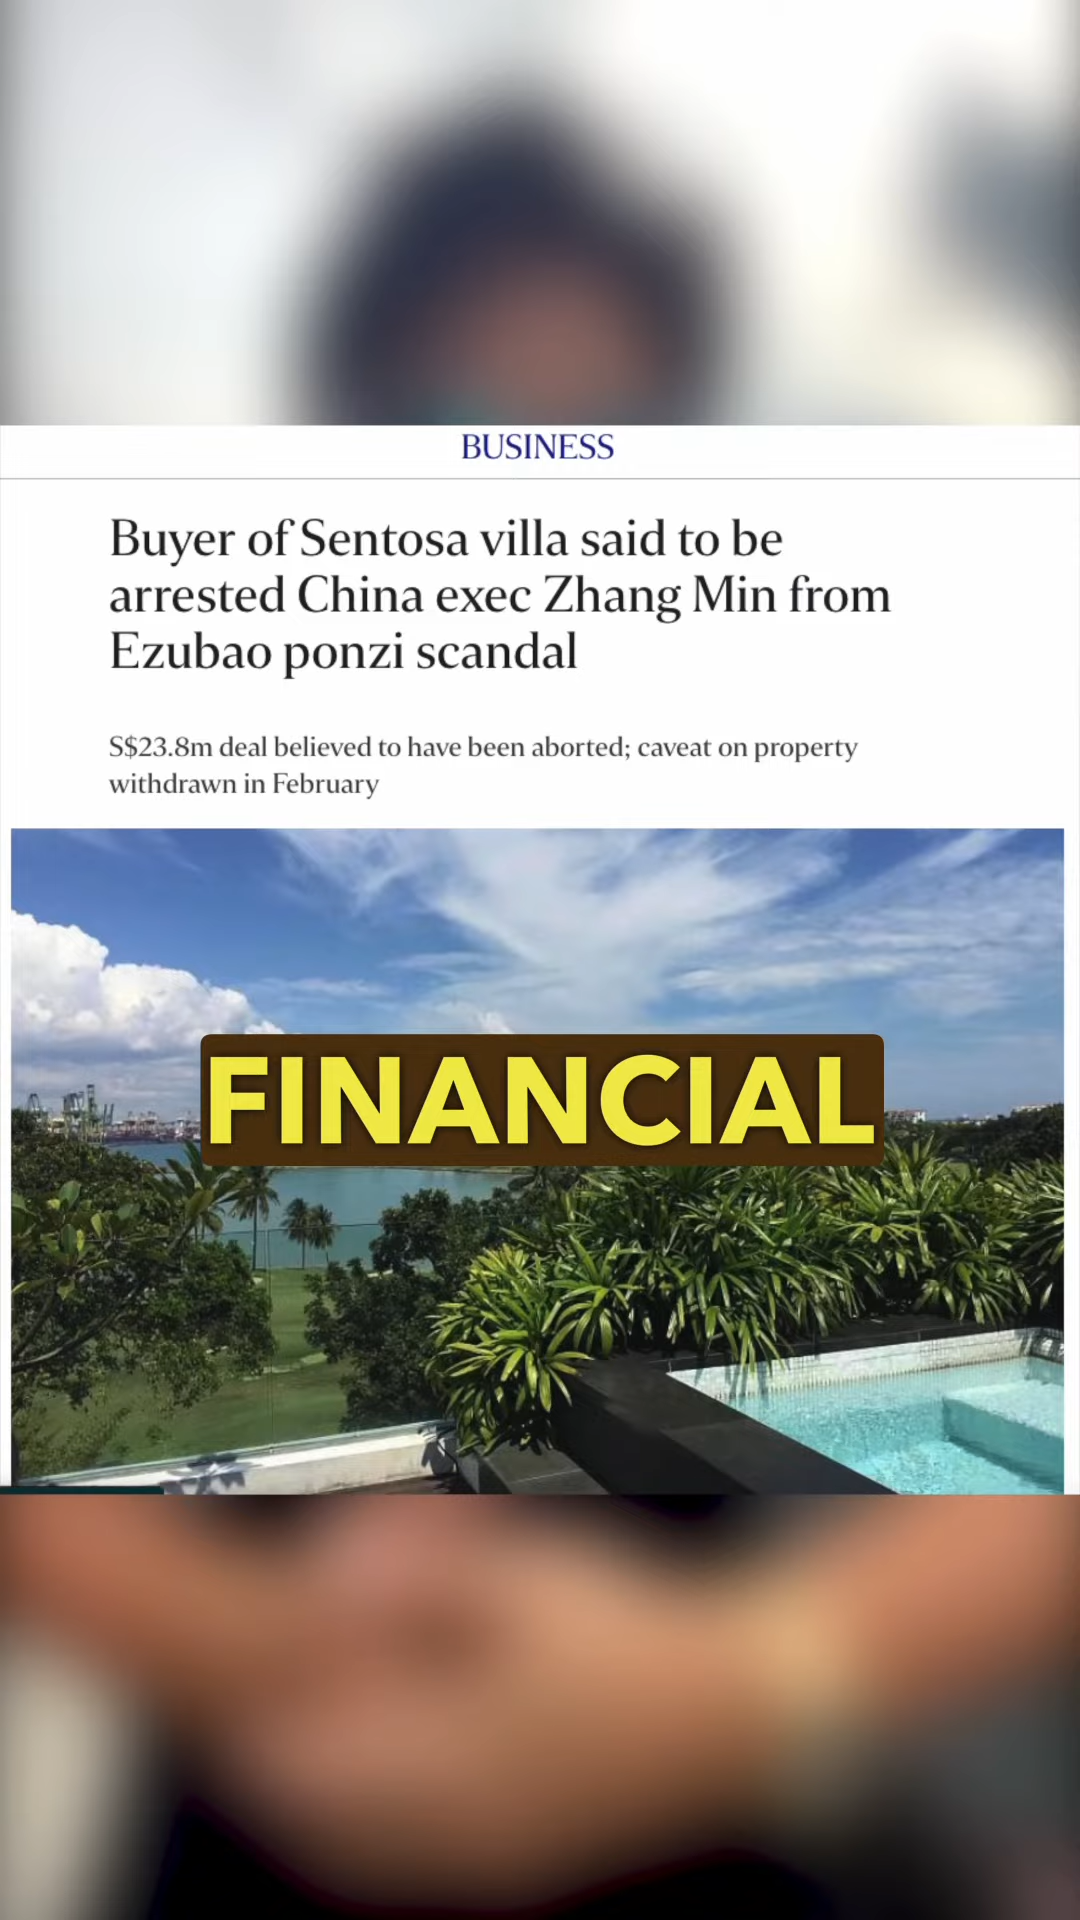 BUSINESS
Buyer of Sentosa villa said to be
arrested China exec Zhang Min from
Ezubao ponzi scandal
S$23.8m deal believed to have been aborted; caveat on property
withdrawn in February
FINANCIAL